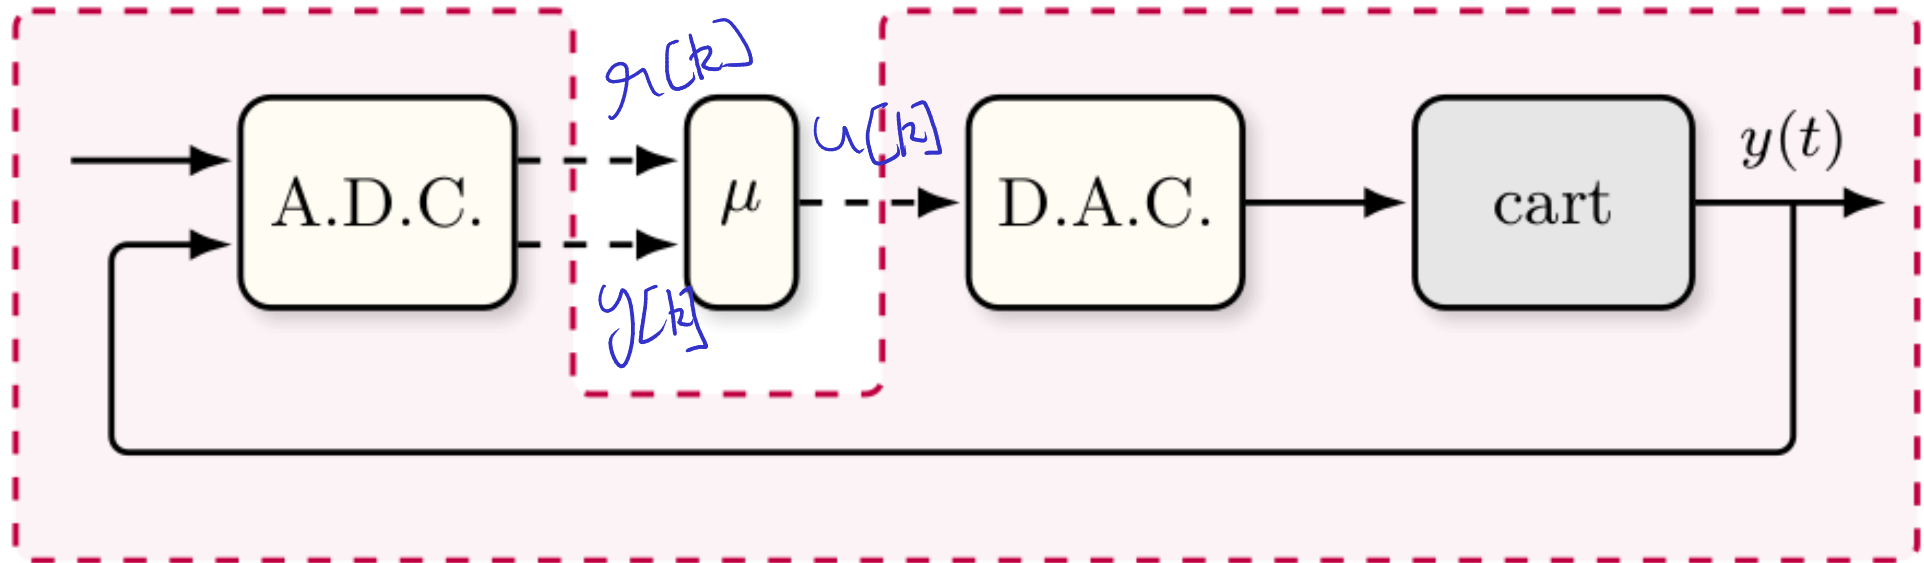 r[k]
u[k]
y(t)
A.D.C.
μ
D.A.C.
cart
y[k]